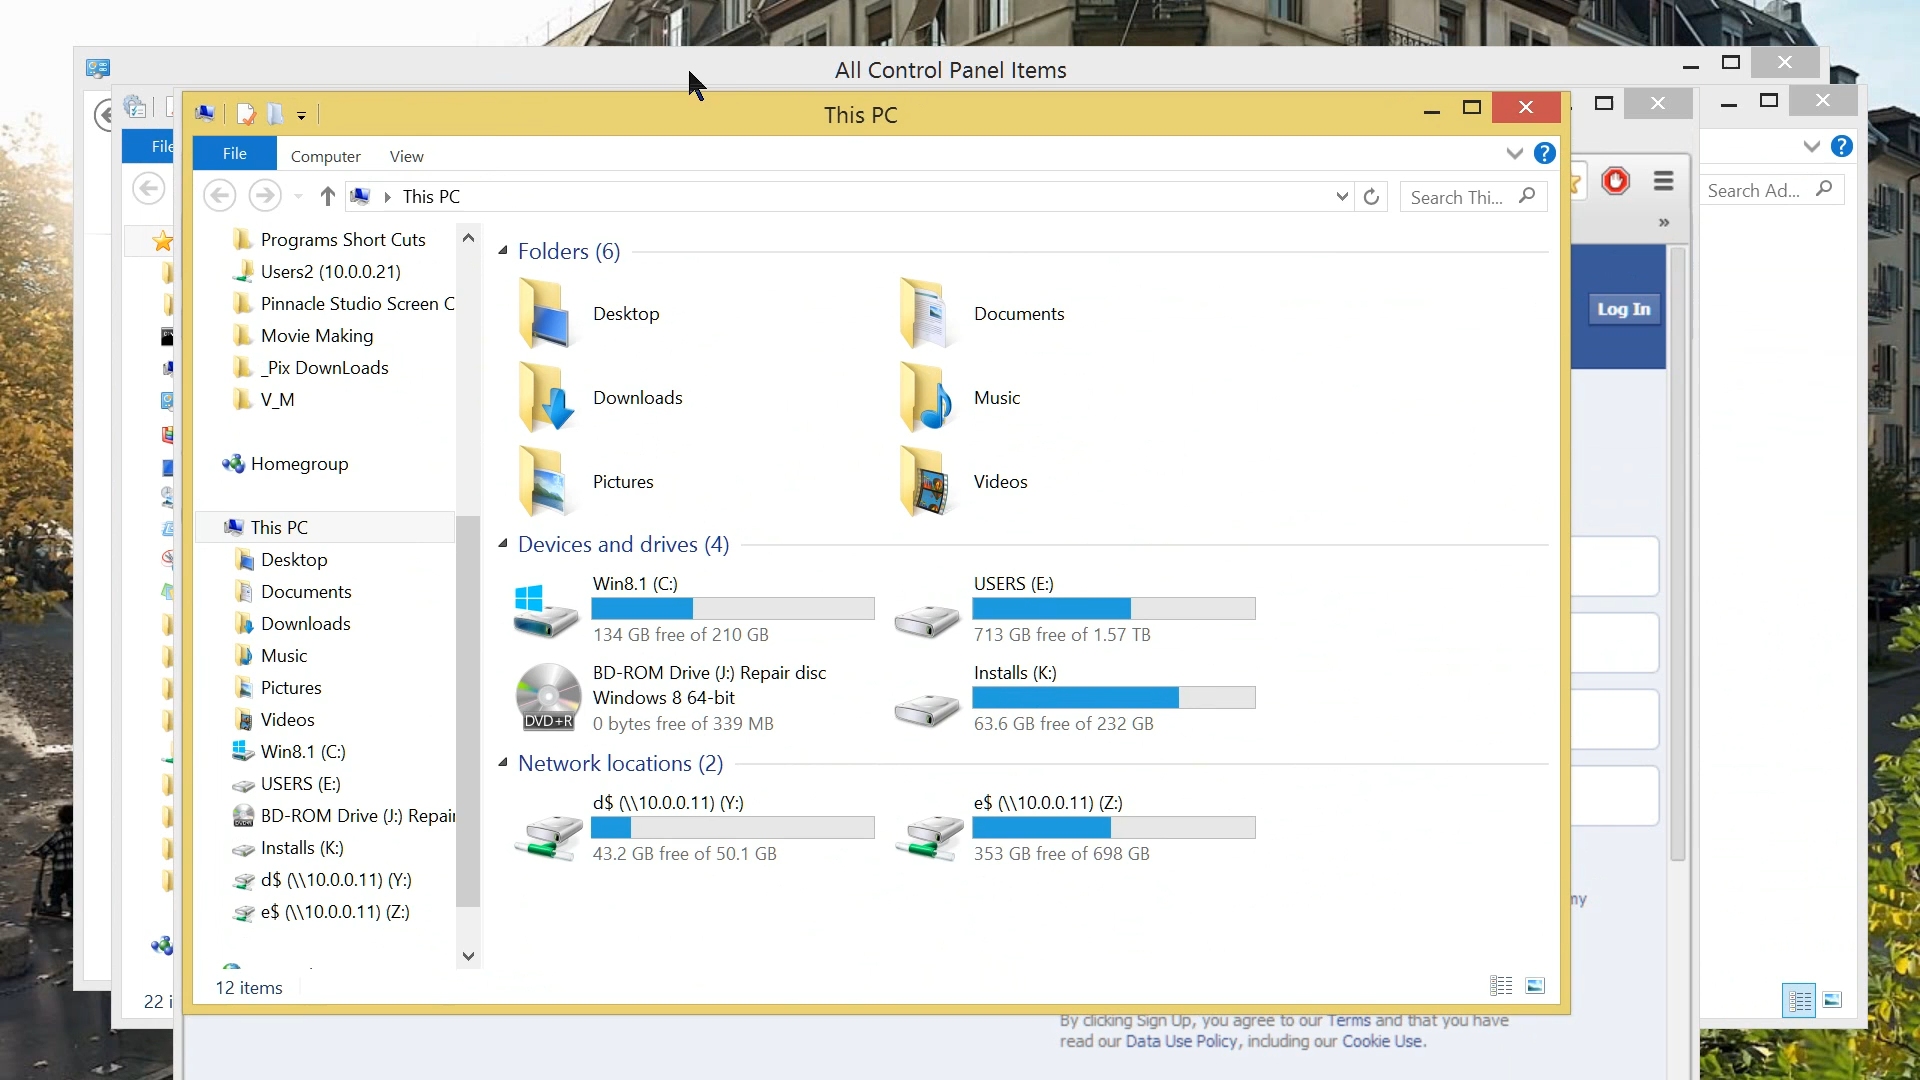 All Control Panel Items
This PC
File
File
Computer
View
This PC
Search Thi...
Search Ad...
Programs Short Cuts
Users2 (10.0.0.21)
Pinnacle Studio Screen C
Movie Making
_Pix DownLoads
V_M
Homegroup
This PC
Desktop
Documents
Downloads
Music
Pictures
Videos
Win8.1 (C:)
USERS (E:)
BD-ROM Drive (J:) Repair
Installs (K:)
d$ (\\10.0.0.11) (Y:)
e$ (\\10.0.0.11) (Z:)
Folders (6)
Desktop
Documents
Downloads
Music
Pictures
Videos
Devices and drives (4)
Win8.1 (C:)
134 GB free of 210 GB
USERS (E:)
713 GB free of 1.57 TB
BD-ROM Drive (J:) Repair disc
Windows 8 64-bit
DVD+R
0 bytes free of 339 MB
Installs (K:)
63.6 GB free of 232 GB
Network locations (2)
d$ (\\10.0.0.11) (Y:)
43.2 GB free of 50.1 GB
e$ (\\10.0.0.11) (Z:)
353 GB free of 698 GB
12 items
22 i
Log In
my
By clicking Sign Up, you agree to our Terms and that you have
read our Data Use Policy, including our Cookie Use.